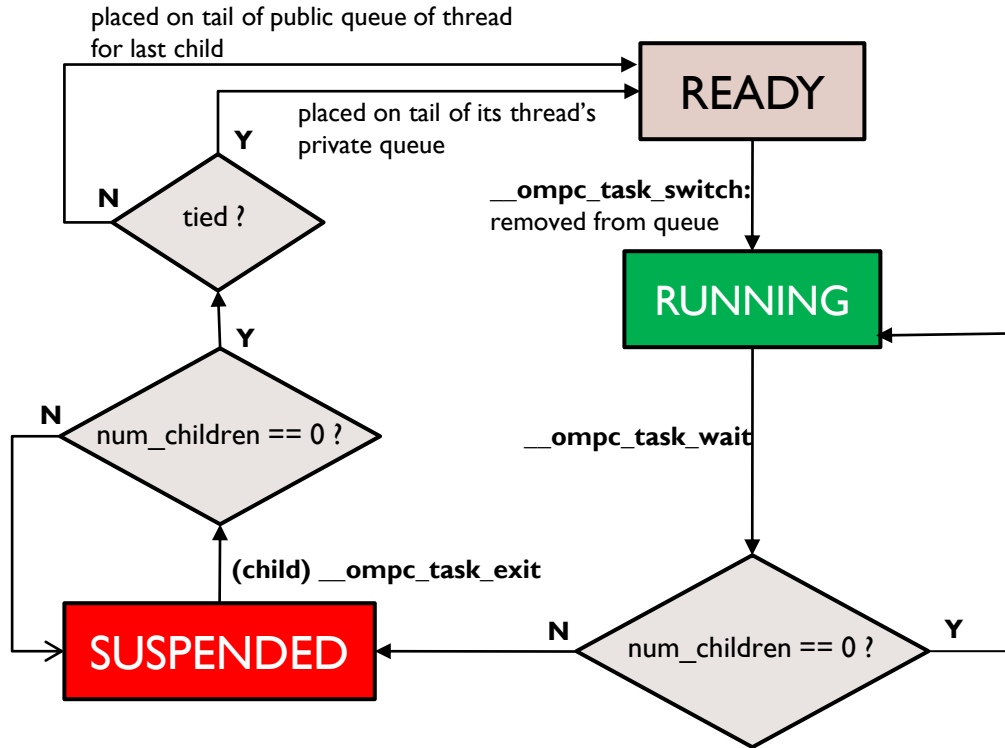 placed on tail of public queue of thread
for last child
READY
placed on tail of its thread's
private queue
Y
N
tied ?
__ompc_task_switch:
removed from queue
RUNNING
Y
N
num_children == 0 ?
__ompc_task_wait
(child) __ompc_task_exit
SUSPENDED
N
num_children == 0 ?
Y